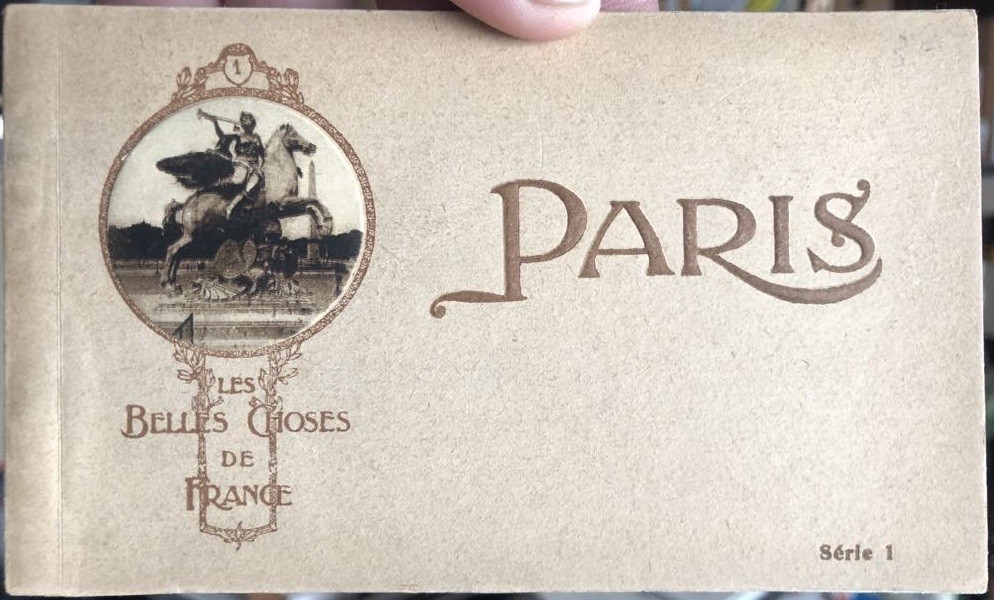 1
LES
BELLES CHOSES
DE
FRANCE
PARIS
Série 1